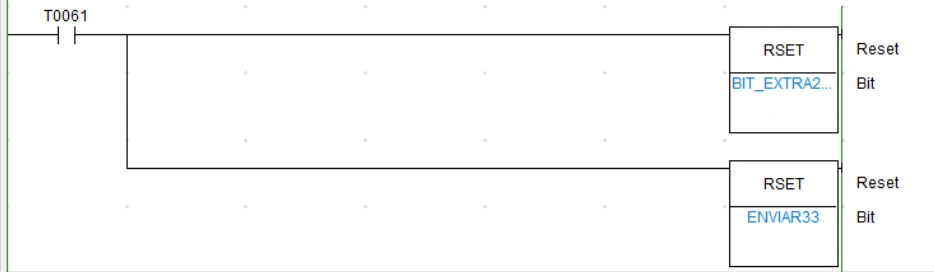 T0061
RSET
Reset
BIT_EXTRA2...
Bit
RSET
Reset
ENVIAR33
Bit